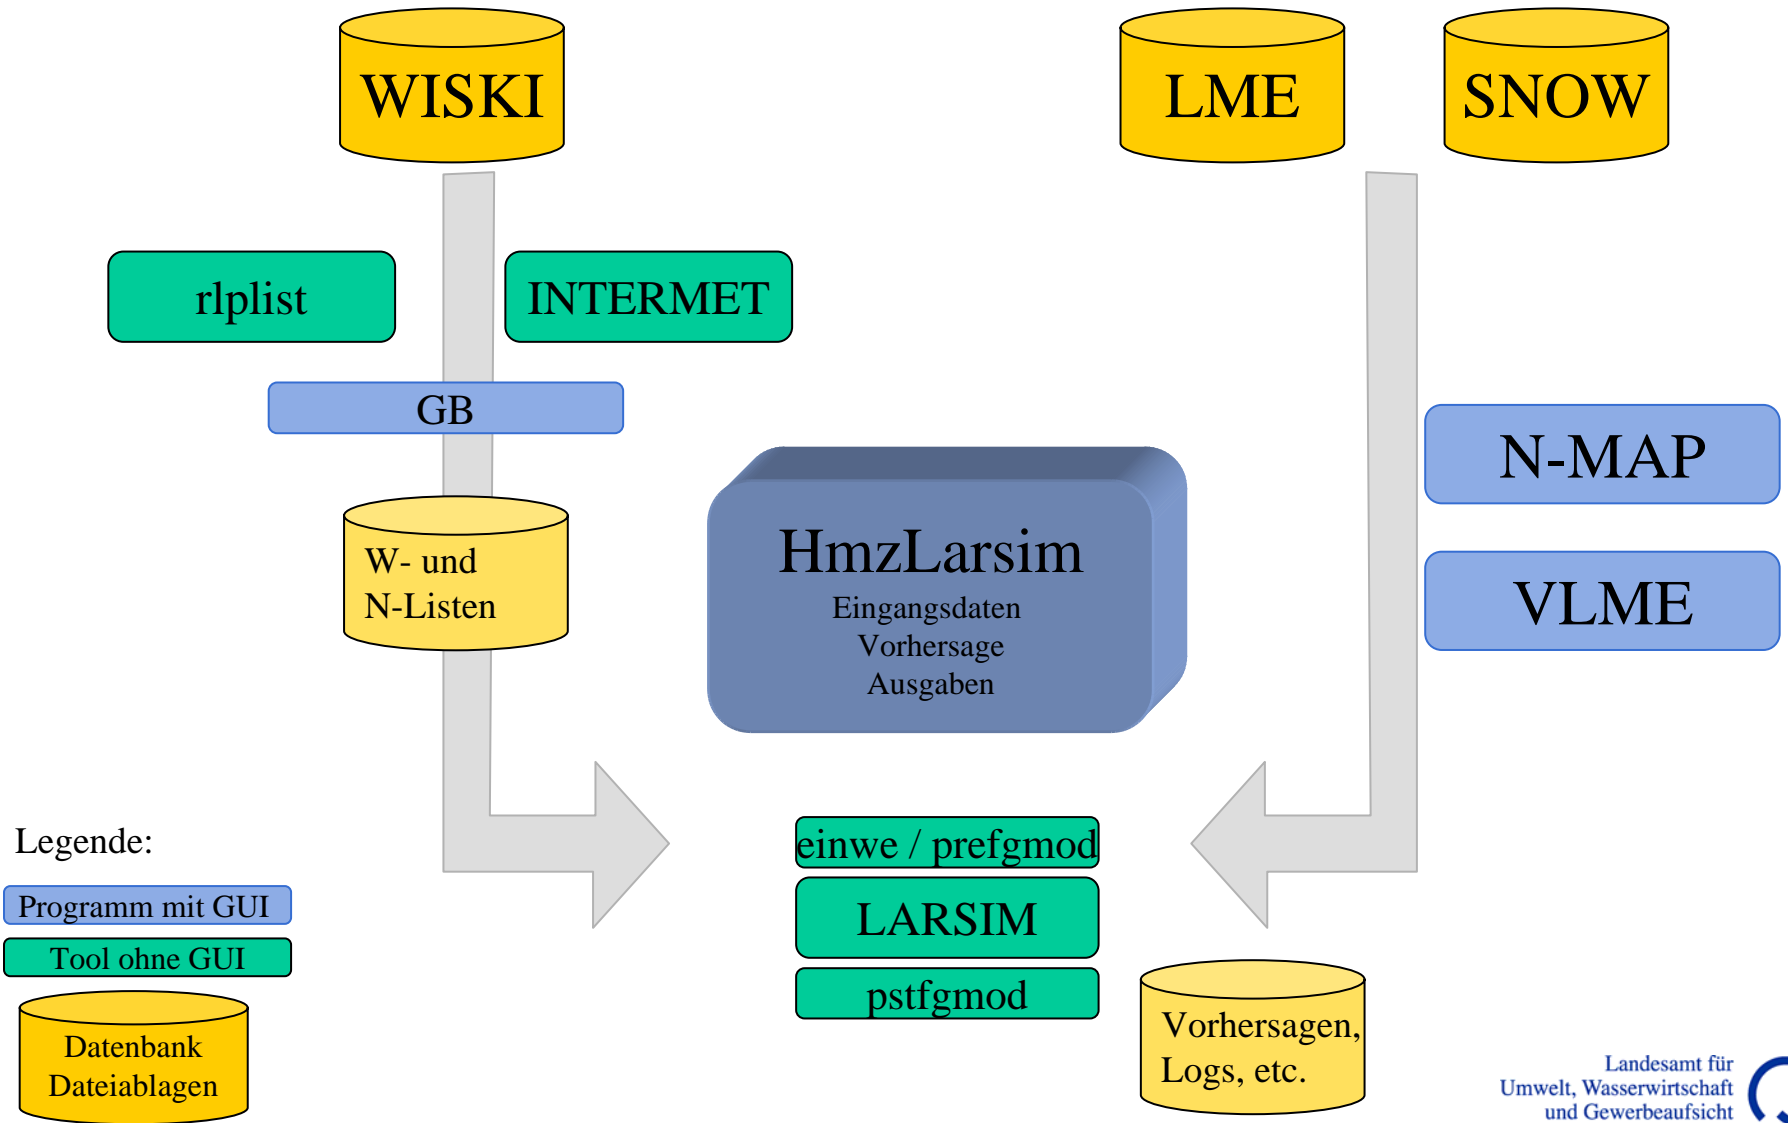 WISKI
LME
SNOW
rlplist
INTERMET
GB
N-MAP
W- und
N-Listen
HmzLarsim
Eingangsdaten
Vorhersage
Ausgaben
VLME
Legende:
einwe / prefgmod
Programm mit GUI
LARSIM
Tool ohne GUI
pstfgmod
Vorhersagen,
Logs, etc.
Datenbank
Dateiablagen
Landesamt für
Umwelt, Wasserwirtschaft
und Gewerbeaufsicht